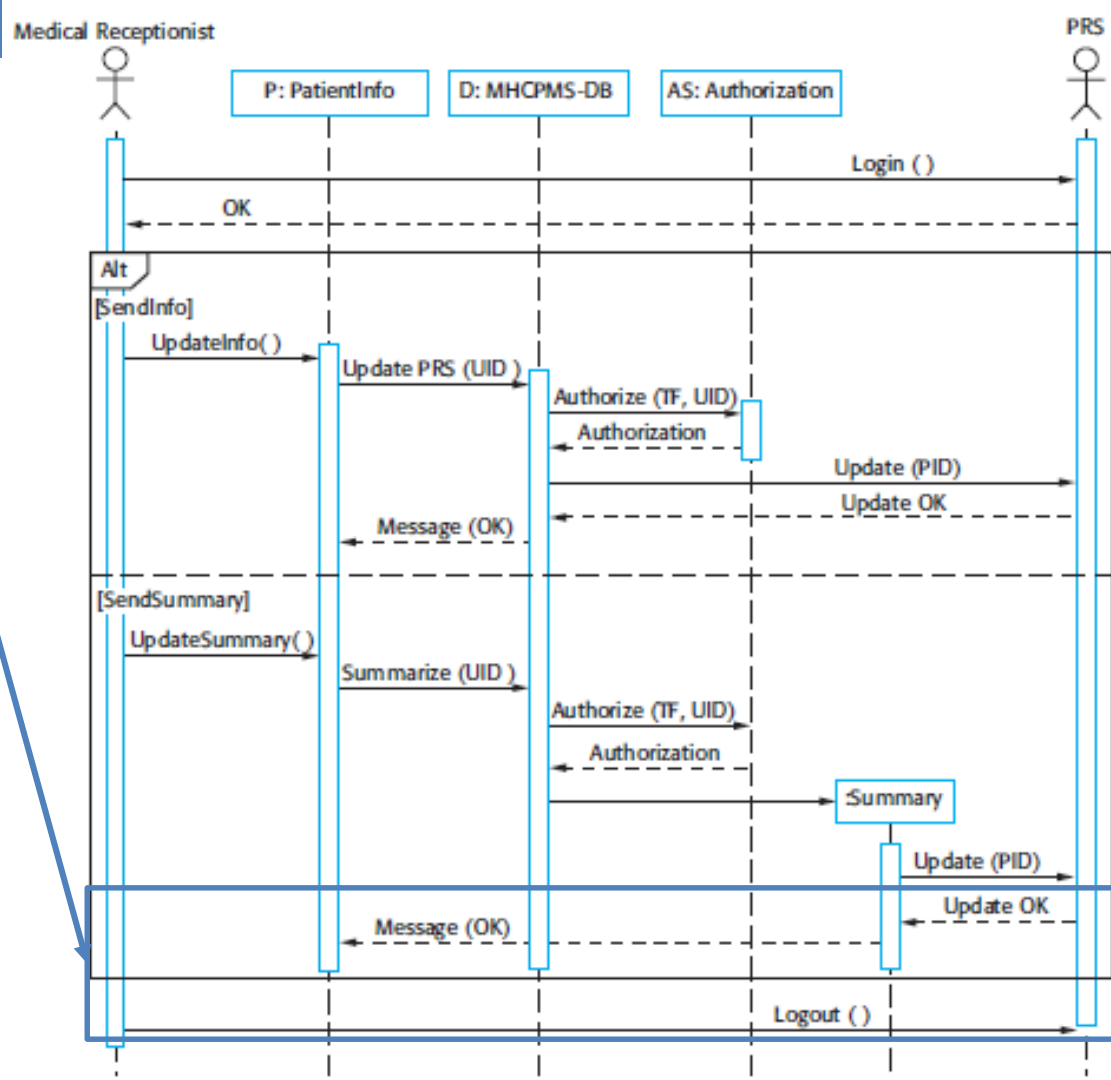 Medical Receptionist
PRS
P: PatientInfo
D: MHCPMS-DB
AS: Authorization
Login ( )
OK
Alt
[SendInfo]
UpdateInfo( )
Update PRS (UID )
Authorize (TF, UID)
Authorization
Update (PID)
Update OK
Message (OK)
[SendSummary]
UpdateSummary( )
Summarize (UID )
Authorize (TF, UID)
Authorization
:Summary
Update (PID)
Update OK
Message (OK)
Logout ( )